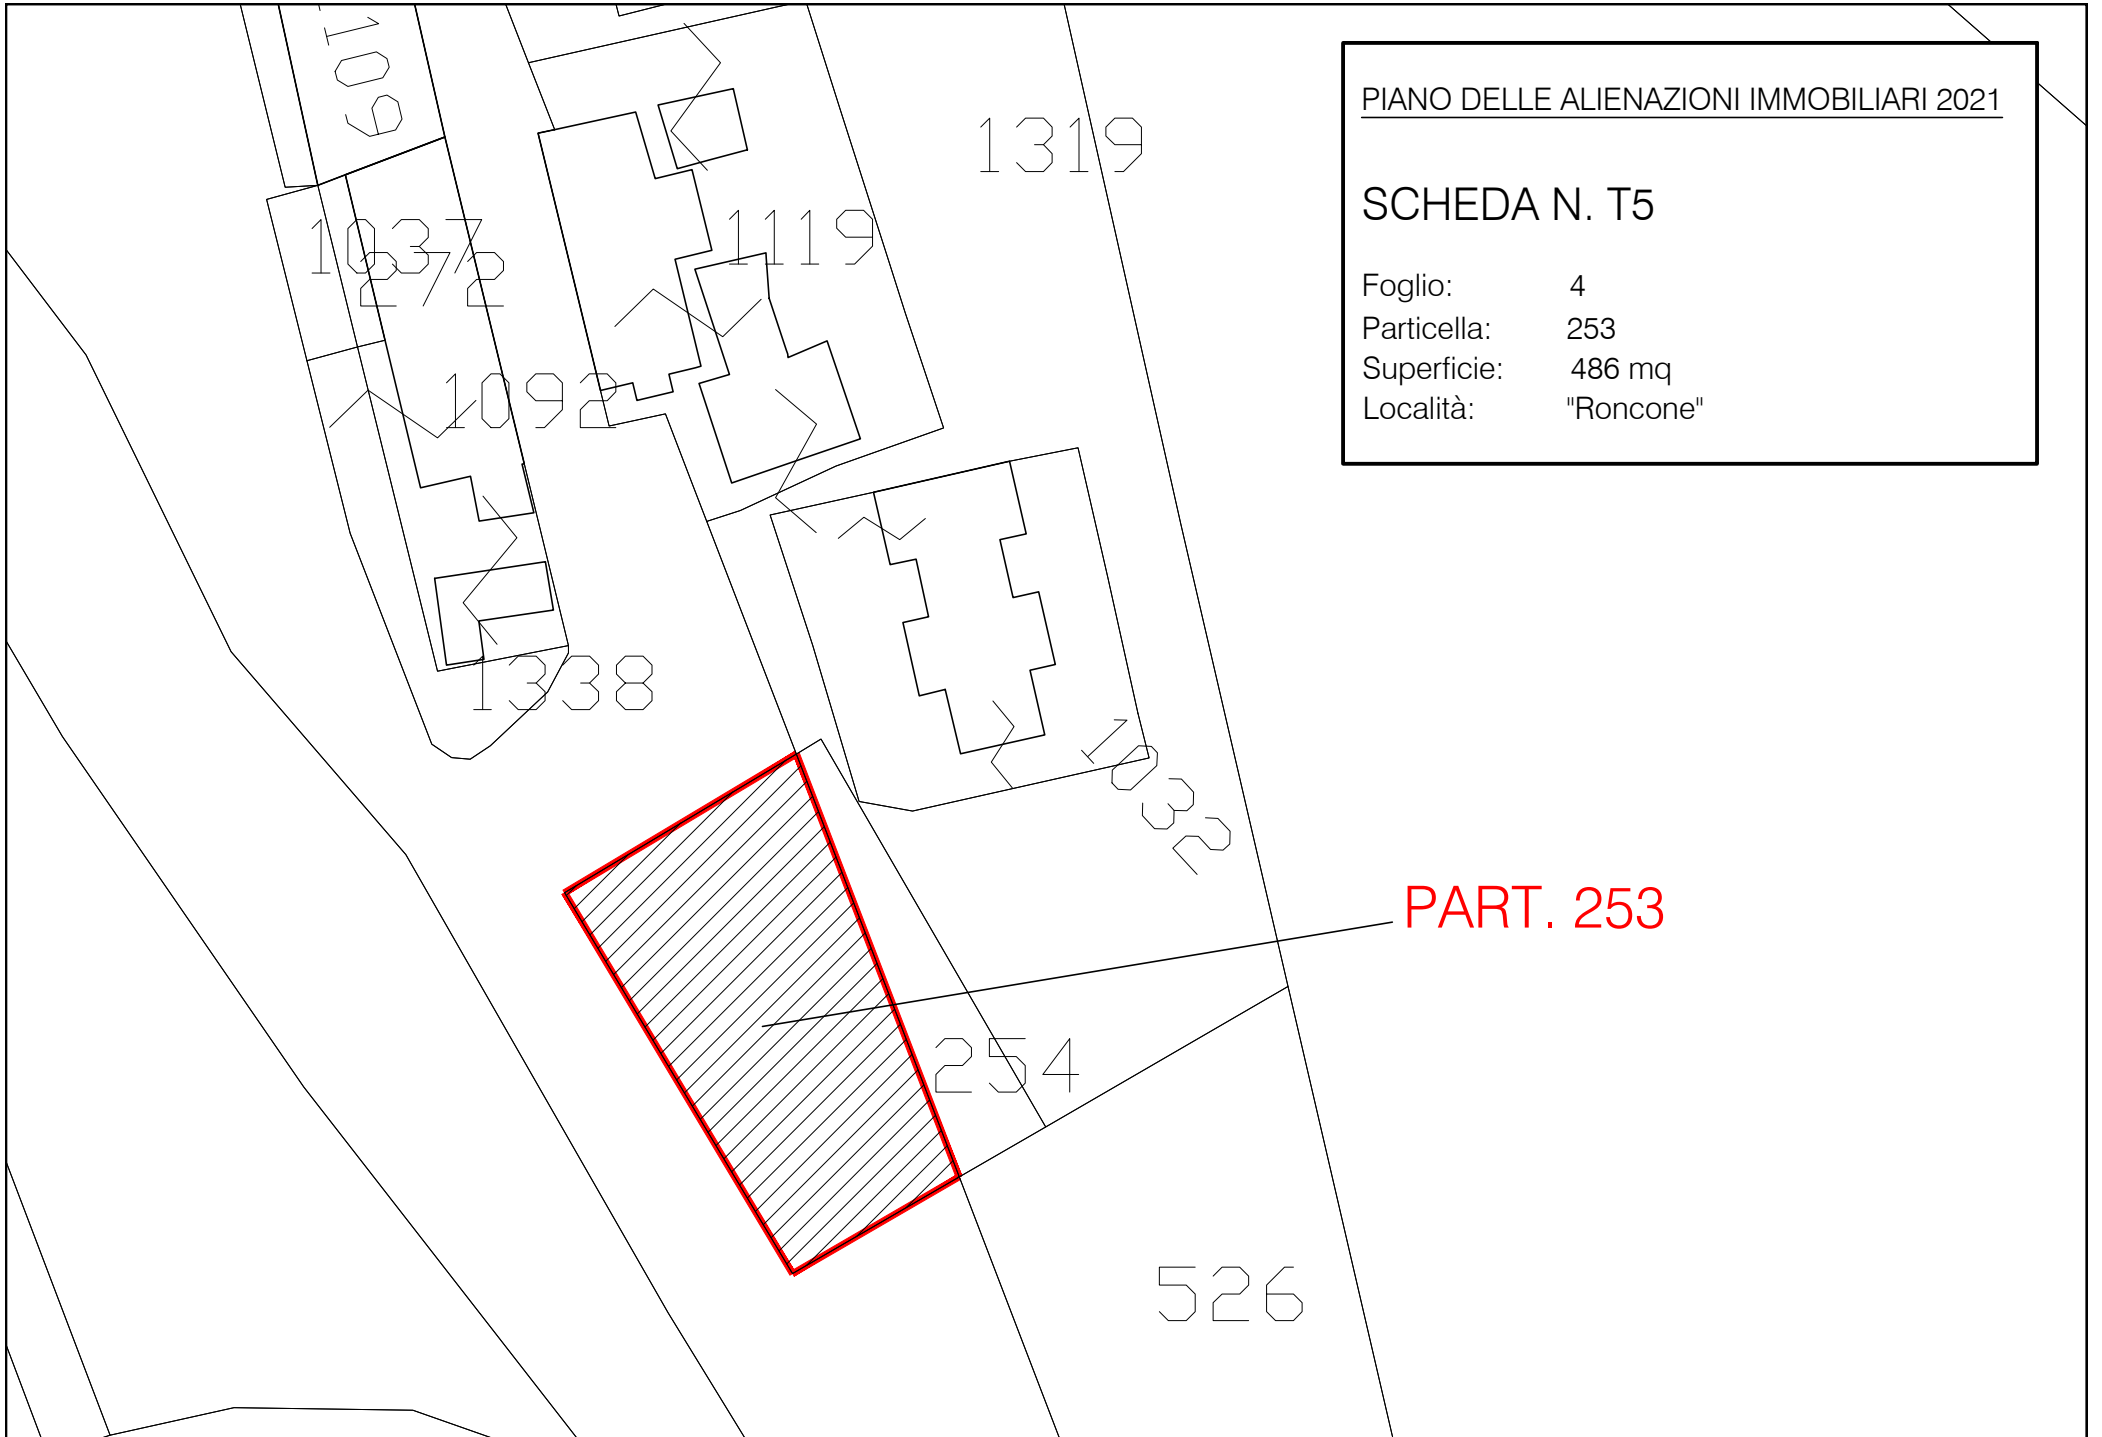 PIANO DELLE ALIENAZIONI IMMOBILIARI 2021
SCHEDA N. T5
Foglio: 4
Particella: 253
Superficie: 486 mq
Località: "Roncone"
1319
1119
1037
272
1092
1338
1032
PART. 253
254
526